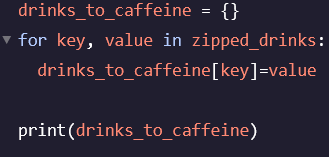 drinks_to_caffeine = {}
for key, value in zipped_drinks:
  drinks_to_caffeine[key]=value
print(drinks_to_caffeine)